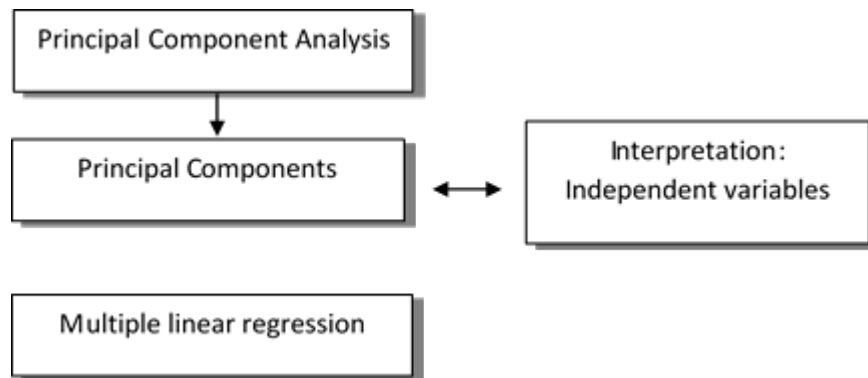 Principal Component Analysis
Principal Components
Interpretation:
Independent variables
Multiple linear regression